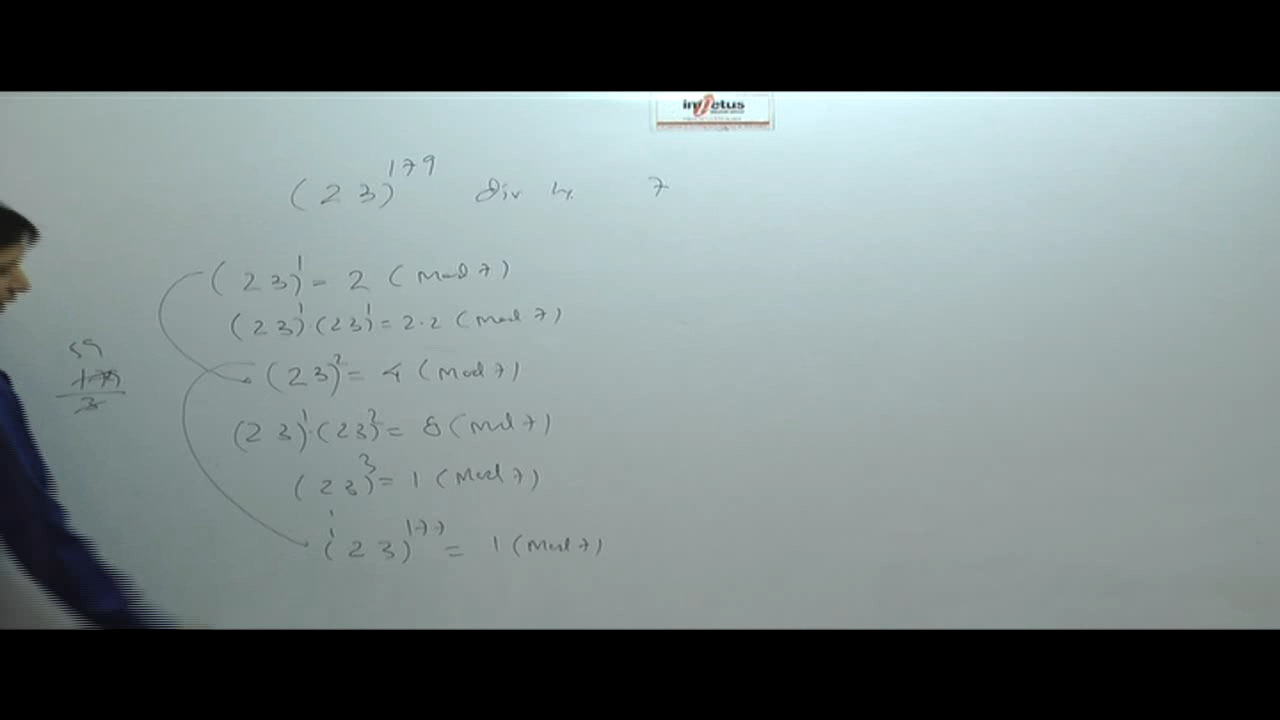 invictus
(23)^179 div by 7
(23)^1 = 2 (mod 7)
(23)^1·(23)^1 = 2·2 (mod 7)
59
179
3
(23)^2 = 4 (mod 7)
(23)^1·(23)^2 = 8 (mod 7)
(23)^3 = 1 (mod 7)
(23)^177 = 1 (mod 7)